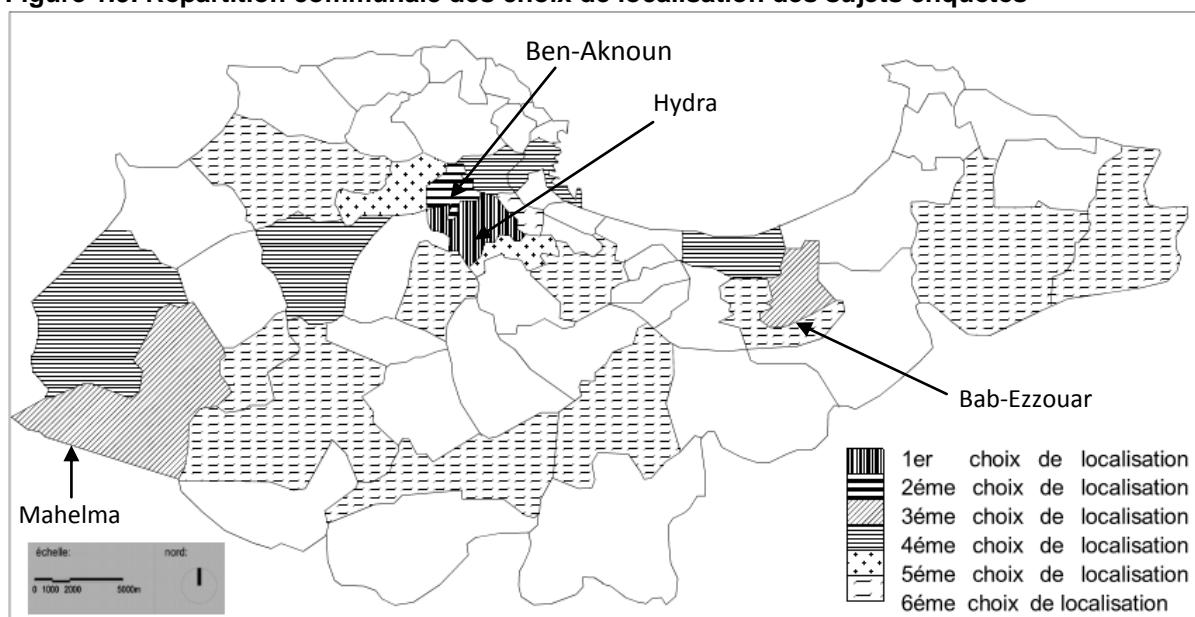 Figure 1.9. Répartition communale des choix de localisation des sujets enquêtés
Ben-Aknoun
Hydra
Bab-Ezzouar
Mahelma
1er choix de localisation
2éme choix de localisation
3éme choix de localisation
4éme choix de localisation
5éme choix de localisation
6éme choix de localisation
échelle: nord:
0 1000 2000 5000m